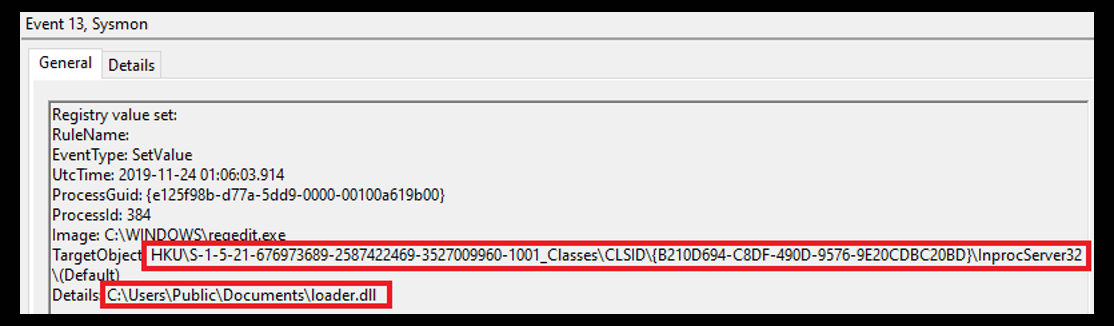 Event 13, Sysmon
General Details
Registry value set:
RuleName:
EventType: SetValue
UtcTime: 2019-11-24 01:06:03.914
ProcessGuid: {e125f98b-d77a-5dd9-0000-00100a619b00}
ProcessId: 384
Image: C:\WINDOWS\regedit.exe
TargetObject: HKU\S-1-5-21-676973689-2587422469-3527009960-1001_Classes\CLSID\{B210D694-C8DF-490D-9576-9E20CDBC20BD}\InprocServer32
\(Default)
Details: C:\Users\Public\Documents\loader.dll